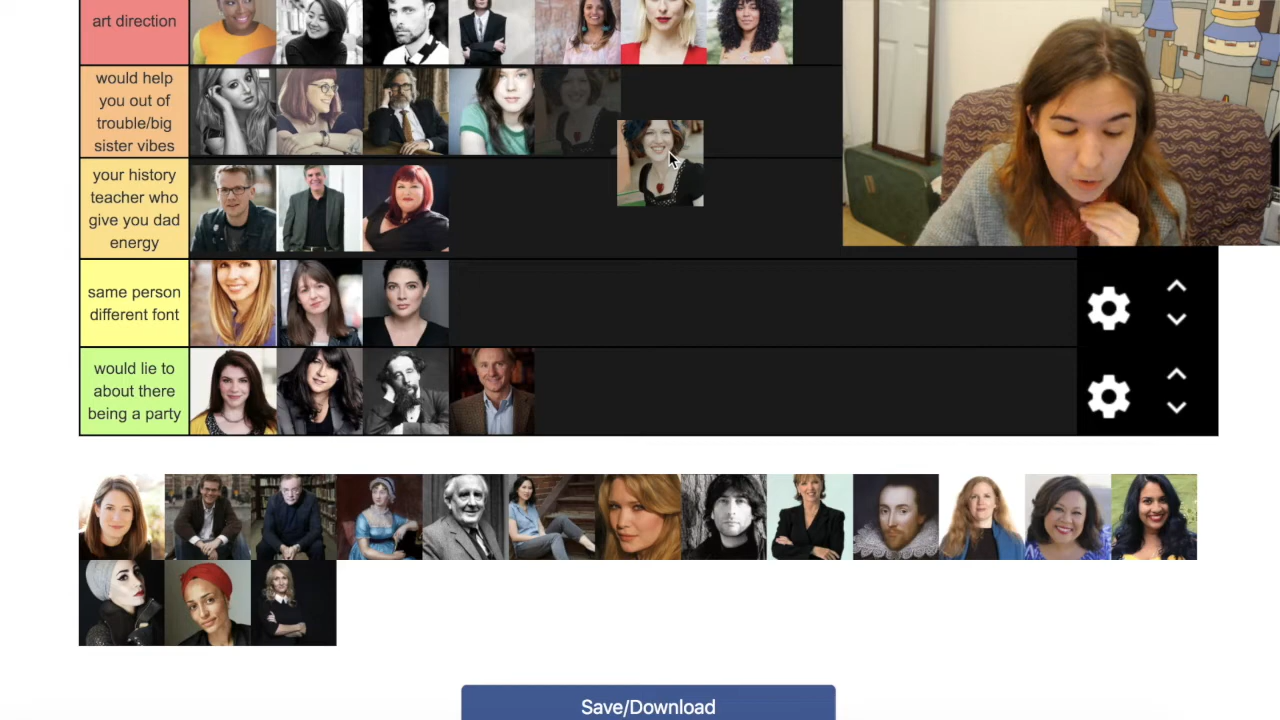 art direction
would help
you out of
trouble/big
sister vibes
your history
teacher who
give you dad
energy
same person
different font
would lie to
about there
being a party
Save/Download